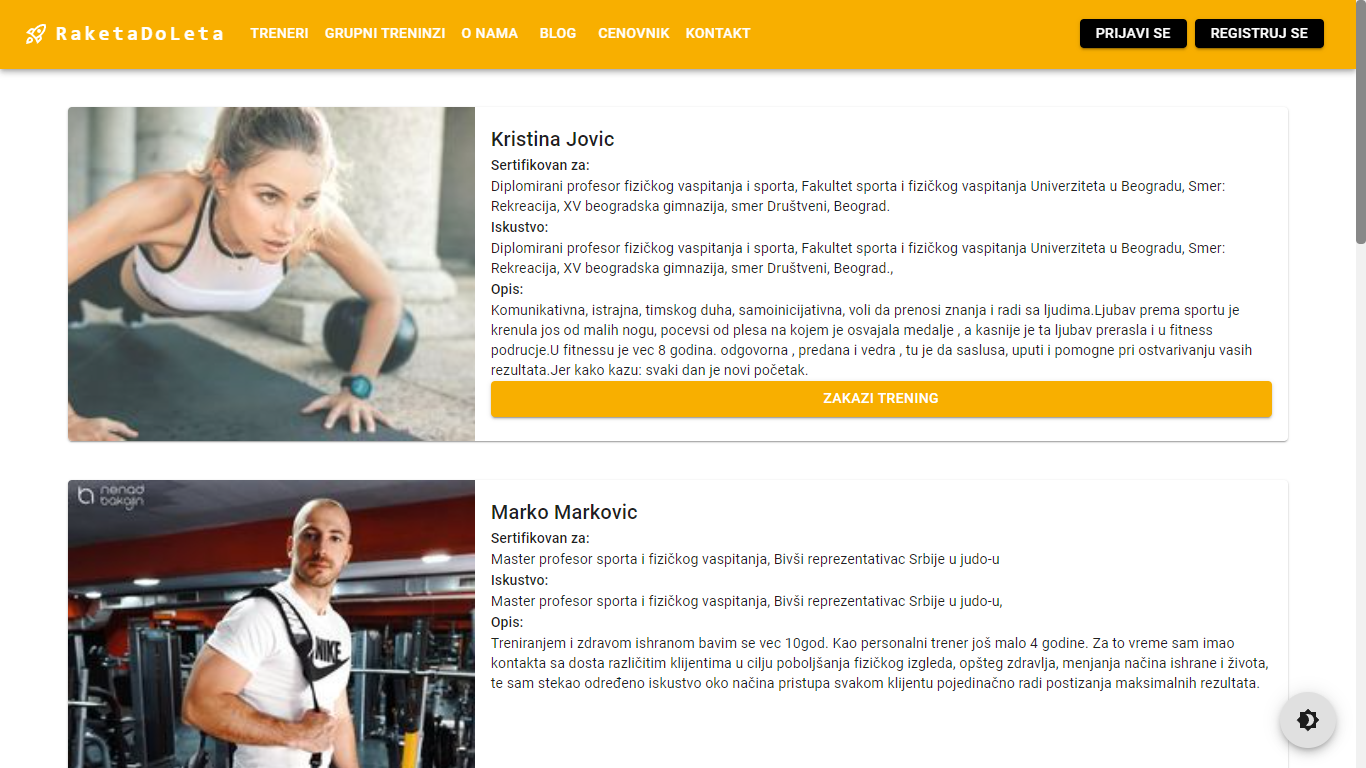 RaketaDoLeta TRENERI GRUPNI TRENINZI O NAMA BLOG CENOVNIK KONTAKT PRIJAVI SE REGISTRUJ SE
Kristina Jovic
Sertifikovan za:
Diplomirani profesor fizičkog vaspitanja i sporta, Fakultet sporta i fizičkog vaspitanja Univerziteta u Beogradu, Smer:
Rekreacija, XV beogradska gimnazija, smer Društveni, Beograd.
Iskustvo:
Diplomirani profesor fizičkog vaspitanja i sporta, Fakultet sporta i fizičkog vaspitanja Univerziteta u Beogradu, Smer:
Rekreacija, XV beogradska gimnazija, smer Društveni, Beograd.,
Opis:
Komunikativna, istrajna, timskog duha, samoinicijativna, voli da prenosi znanja i radi sa ljudima.Ljubav prema sportu je
krenula jos od malih nogu, pocevsi od plesa na kojem je osvajala medalje , a kasnije je ta ljubav prerasla i u fitness
podrucje.U fitnessu je vec 8 godina. odgovorna , predana i vedra , tu je da saslusa, uputi i pomogne pri ostvarivanju vasih
rezultata.Jer kako kazu: svaki dan je novi početak.
ZAKAZI TRENING
nenad
bakojin
Marko Markovic
Sertifikovan za:
Master profesor sporta i fizičkog vaspitanja, Bivši reprezentativac Srbije u judo-u
Iskustvo:
Master profesor sporta i fizičkog vaspitanja, Bivši reprezentativac Srbije u judo-u,
Opis:
Treniranjem i zdravom ishranom bavim se vec 10god. Kao personalni trener još malo 4 godine. Za to vreme sam imao
kontakta sa dosta različitim klijentima u cilju poboljšanja fizičkog izgleda, opšteg zdravlja, menjanja načina ishrane i života,
te sam stekao određeno iskustvo oko načina pristupa svakom klijentu pojedinačno radi postizanja maksimalnih rezultata.
NIKE